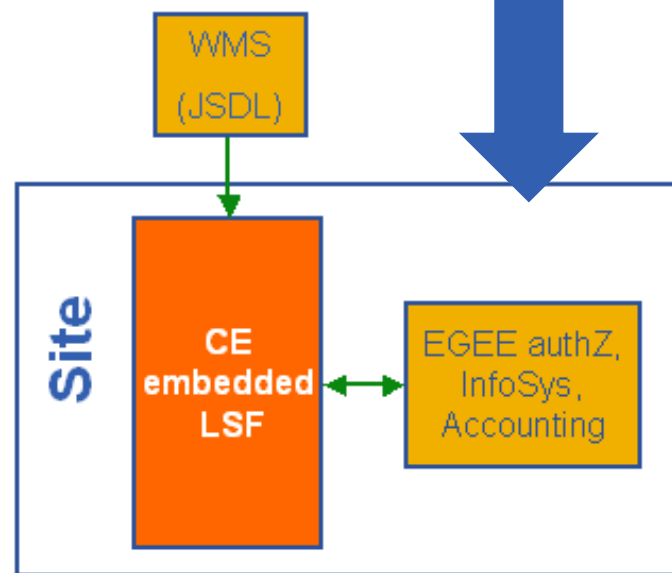 WMS
(JSDL)
Site
CE
embedded
LSF
EGEE authZ,
InfoSys,
Accounting